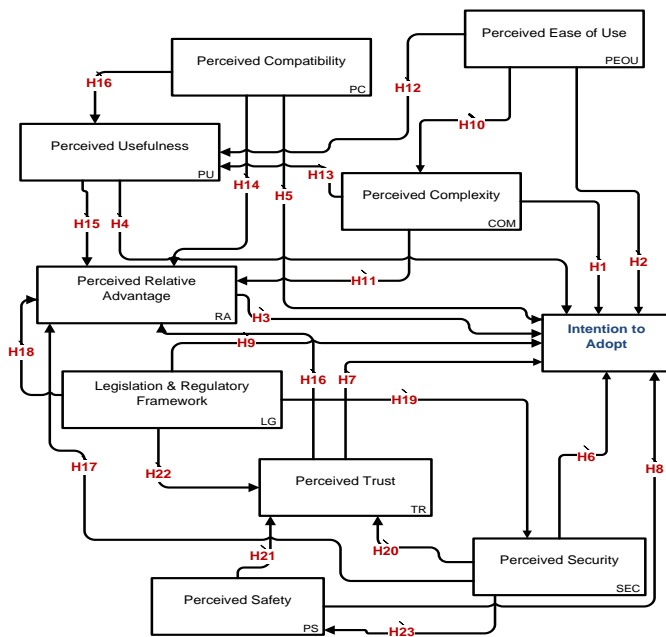 Perceived Ease of Use
PEOU
Perceived Compatibility
PC
H16
H12
H10
Perceived Usefulness
PU
H13
H14
H5
Perceived Complexity
COM
H15
H4
H1
H2
Perceived Relative
Advantage
RA
H11
H3
Intention to
Adopt
H18
H9
Legislation & Regulatory
Framework
LG
H16
H7
H19
H17
H22
H6
H8
Perceived Trust
TR
H21
H20
Perceived Security
SEC
Perceived Safety
PS
H23